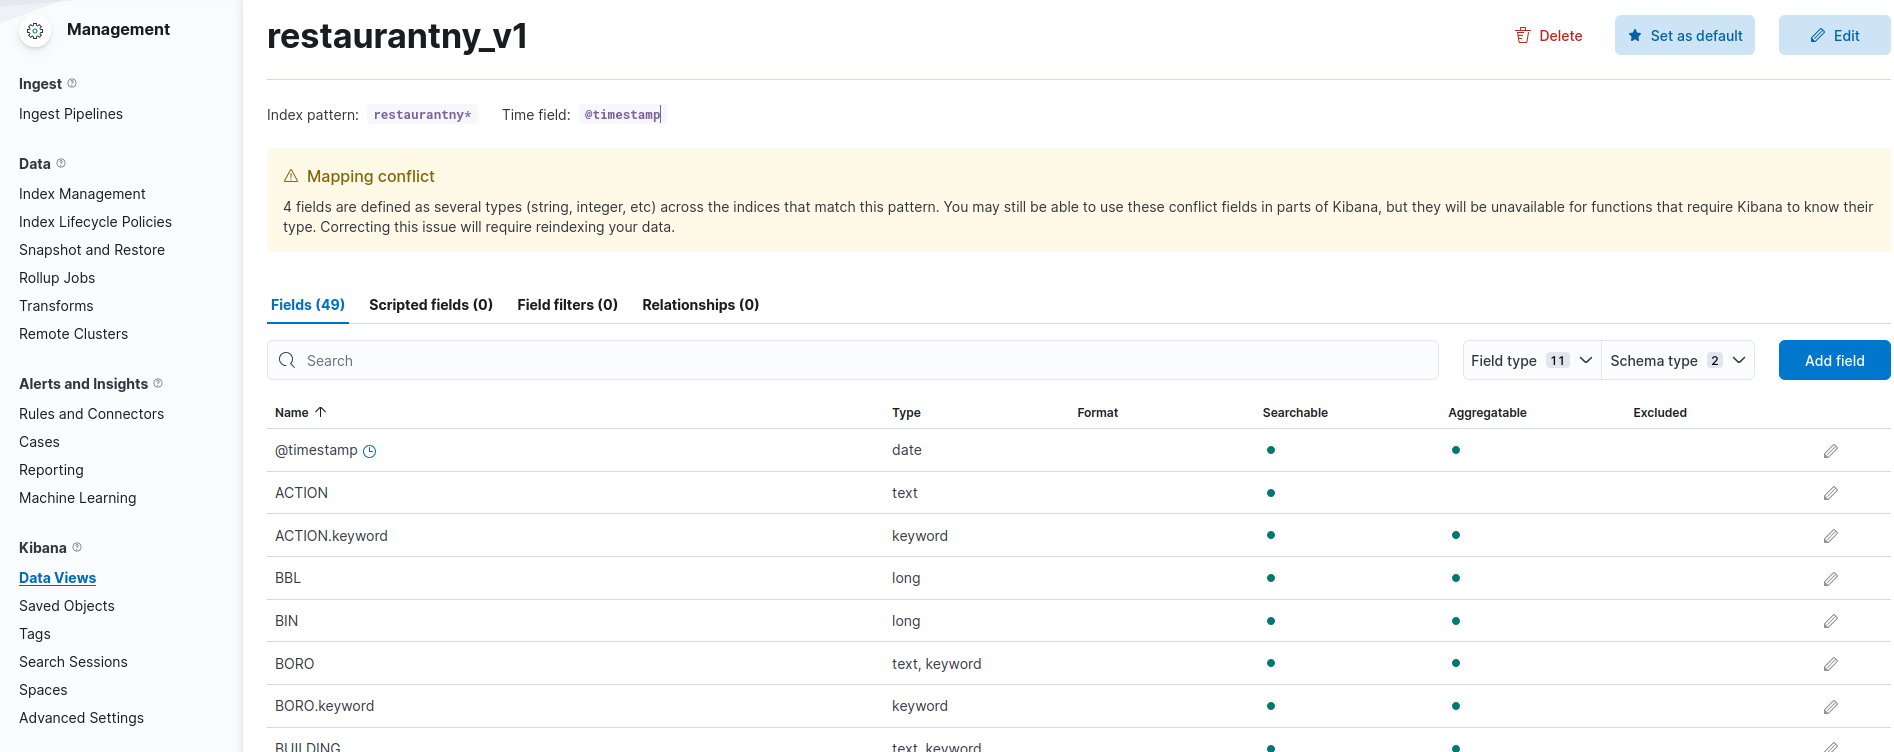 Management
Ingest
Ingest Pipelines
Data
Index Management
Index Lifecycle Policies
Snapshot and Restore
Rollup Jobs
Transforms
Remote Clusters
Alerts and Insights
Rules and Connectors
Cases
Reporting
Machine Learning
Kibana
Data Views
Saved Objects
Tags
Search Sessions
Spaces
Advanced Settings
restaurantny_v1
Delete
Set as default
Edit
Index pattern: restaurantny* Time field: @timestamp
Mapping conflict
4 fields are defined as several types (string, integer, etc) across the indices that match this pattern. You may still be able to use these conflict fields in parts of Kibana, but they will be unavailable for functions that require Kibana to know their
type. Correcting this issue will require reindexing your data.
Fields (49) Scripted fields (0) Field filters (0) Relationships (0)
Search
Field type 11
Schema type 2
Add field
Name Type Format Searchable Aggregatable Excluded
@timestamp date
ACTION text
ACTION.keyword keyword
BBL long
BIN long
BORO text, keyword
BORO.keyword keyword
BUILDING text, keyword